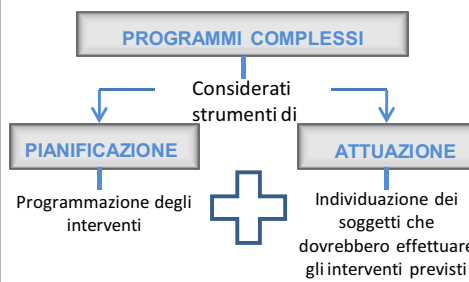 PROGRAMMI COMPLESSI
Considerati
strumenti di
PIANIFICAZIONE
ATTUAZIONE
Programmazione degli
interventi
Individuazione dei
soggetti che
dovrebbero effettuare
gli interventi previsti